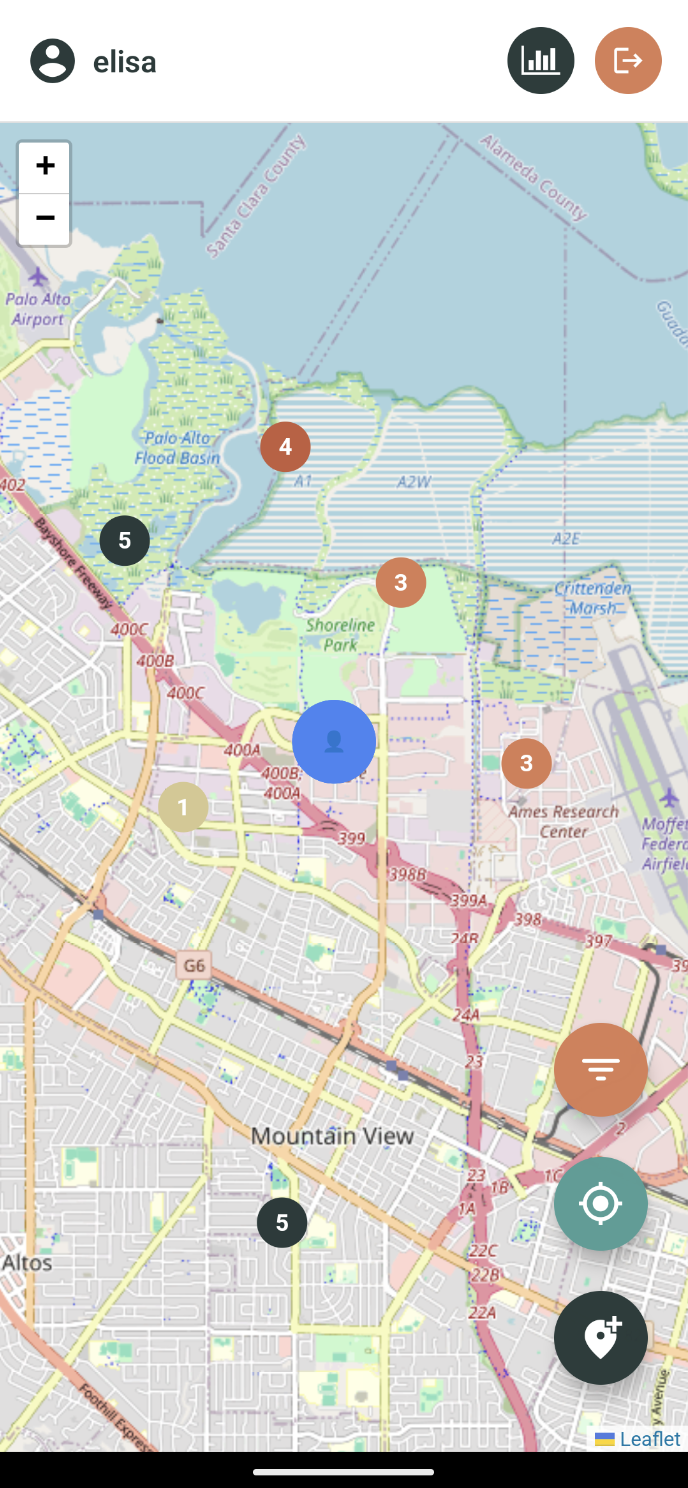 elisa
+
−
Santa Clara County
Alameda County
Palo Alto
Airport
Palo Alto
Flood Basin
4
A1
A2W
402
5
A2E
Bayshore Freeway
3
Crittenden
Marsh
400C
Shoreline
Park
400B
400C
400A
400B;
400A
3
1
Ames Research
Center
399
398B
399A
398
24B
397
G6
24A
23
Mountain View
2
23
1B
1C
1A
5
22C
Altos
22B
22A
Foothill Express
y Avenue
Leaflet